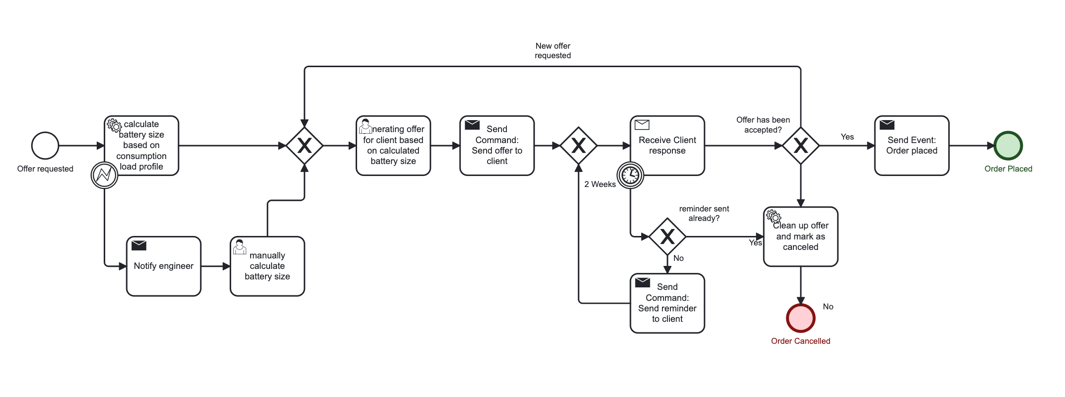 New offer
requested
calculate
battery size
based on
consumption
load profile
Offer requested
nerating offer
for client based
on calculated
battery size
Send
Command:
Send offer to
client
2 Weeks
Receive Client
response
Offer has been
accepted?
Yes
Send Event:
Order placed
Order Placed
Notify engineer
manually
calculate
battery size
reminder sent
already?
Yes
No
Clean up offer
and mark as
canceled
Send
Command:
Send reminder
to client
No
Order Cancelled